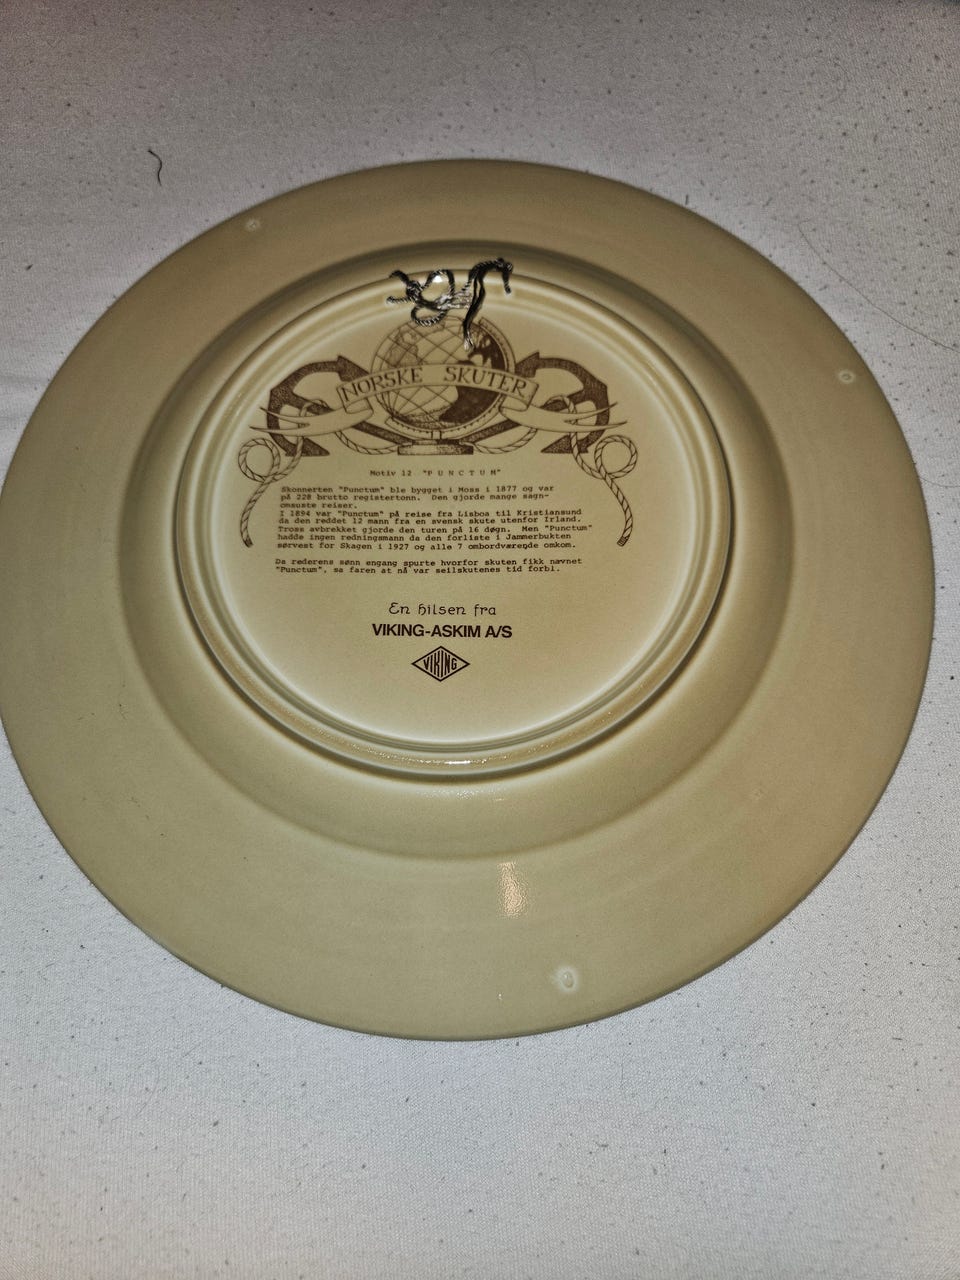 NORSKE SKUTER
Motiv 12 "PUNCTUM"
Skonnerten "Punctum" ble bygget i Moss i 1877 og var
på 228 brutto registertonn. Den gjorde mange sagn-
omsuste reiser.
I 1894 var "Punctum" på reise fra Lisboa til Kristiansund
da den reddet 12 mann fra en svensk skute utenfor Irland.
Tross avbrekket gjorde den turen på 16 døgn. Men "Punctum"
hadde ingen redningsmann da den forliste i Jammerbukten
sørvest for Skagen i 1927 og alle 7 ombordværende omkom.
Da rederens sønn engang spurte hvorfor skuten fikk navnet
"Punctum", sa faren at nå var seilskutenes tid forbi.
En hilsen fra
VIKING-ASKIM A/S
VIKING